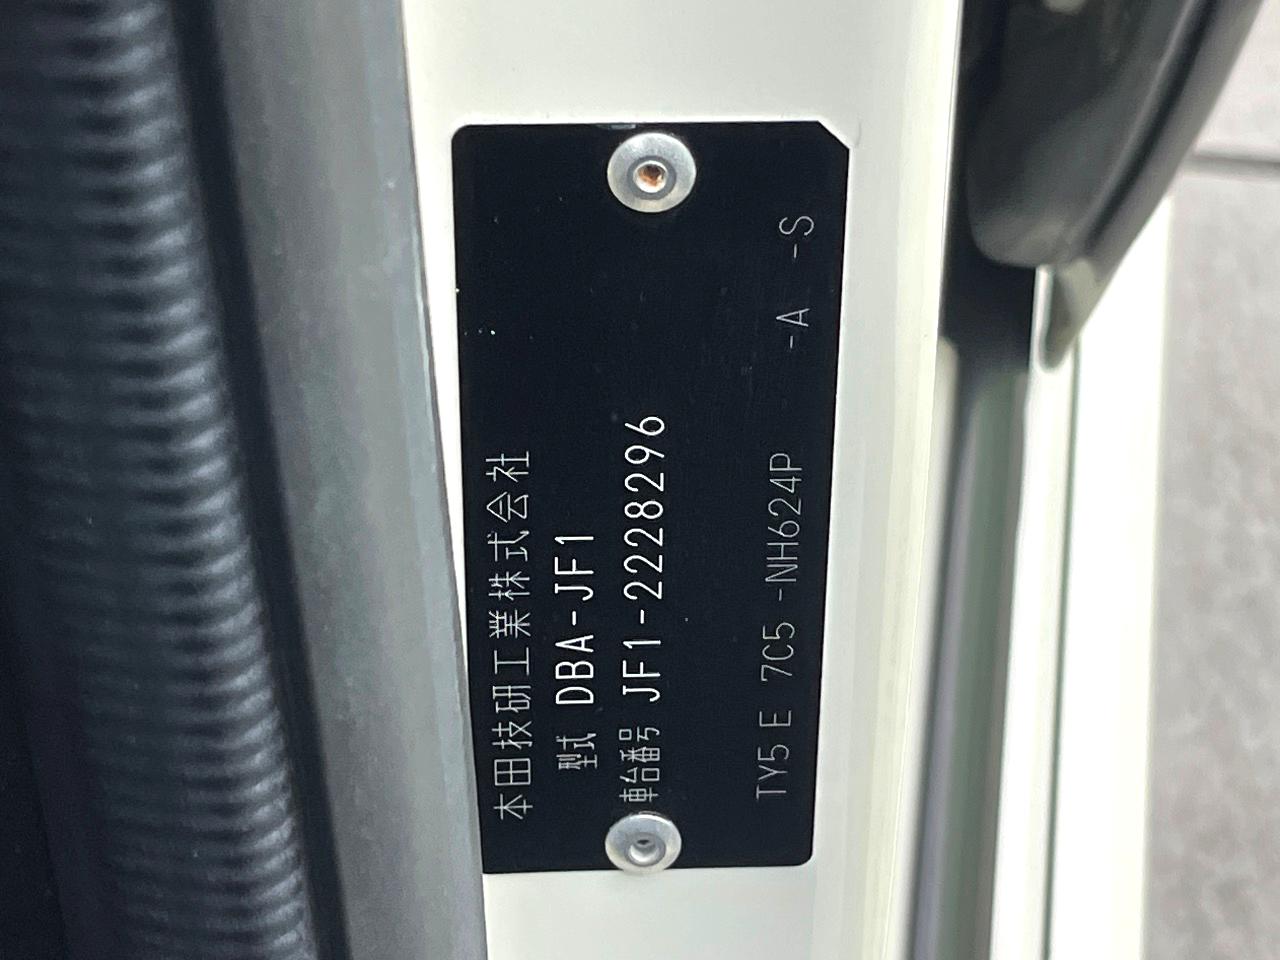 本田技研工業株式会社
型式 DBA-JF1
車台番号 JF1-2228296
TY5 E 7C5 -NH624P -A -S